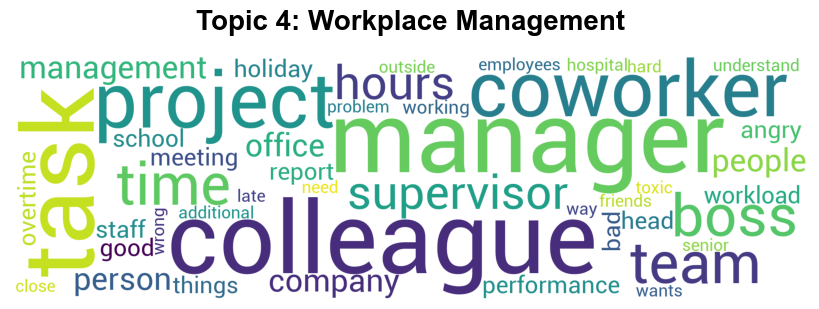 Topic 4: Workplace Management
management holiday outside employees hospital hard understand
project hours coworker
problem working
task school office manager angry
meeting report people
overtime time need supervisor toxic workload
late friends
staff additional colleague way bad head boss
good wrong senior
close person things company performance wants team